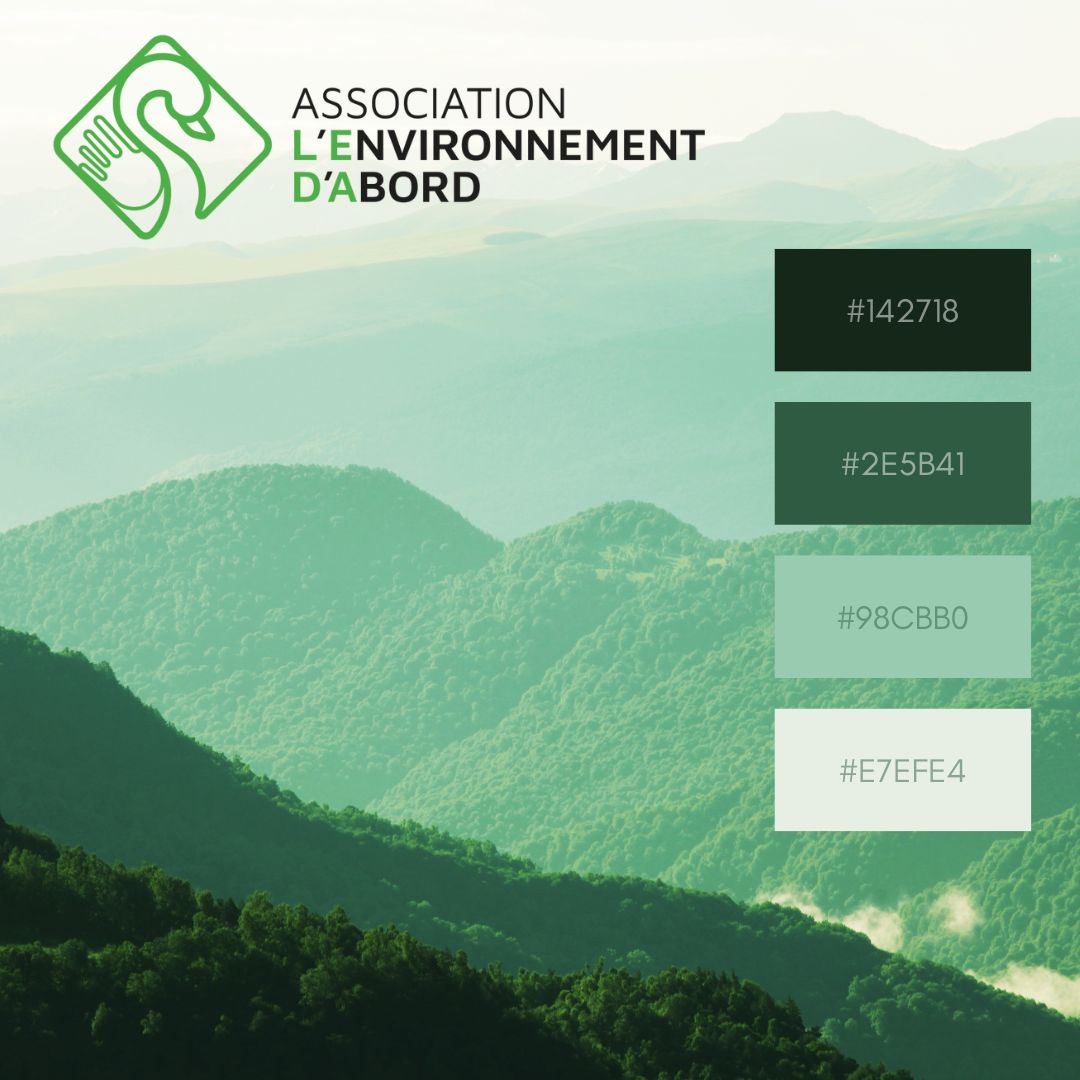 ASSOCIATION
L'ENVIRONNEMENT
D'ABORD
#142718
#2E5B41
#98CBB0
#E7EFE4